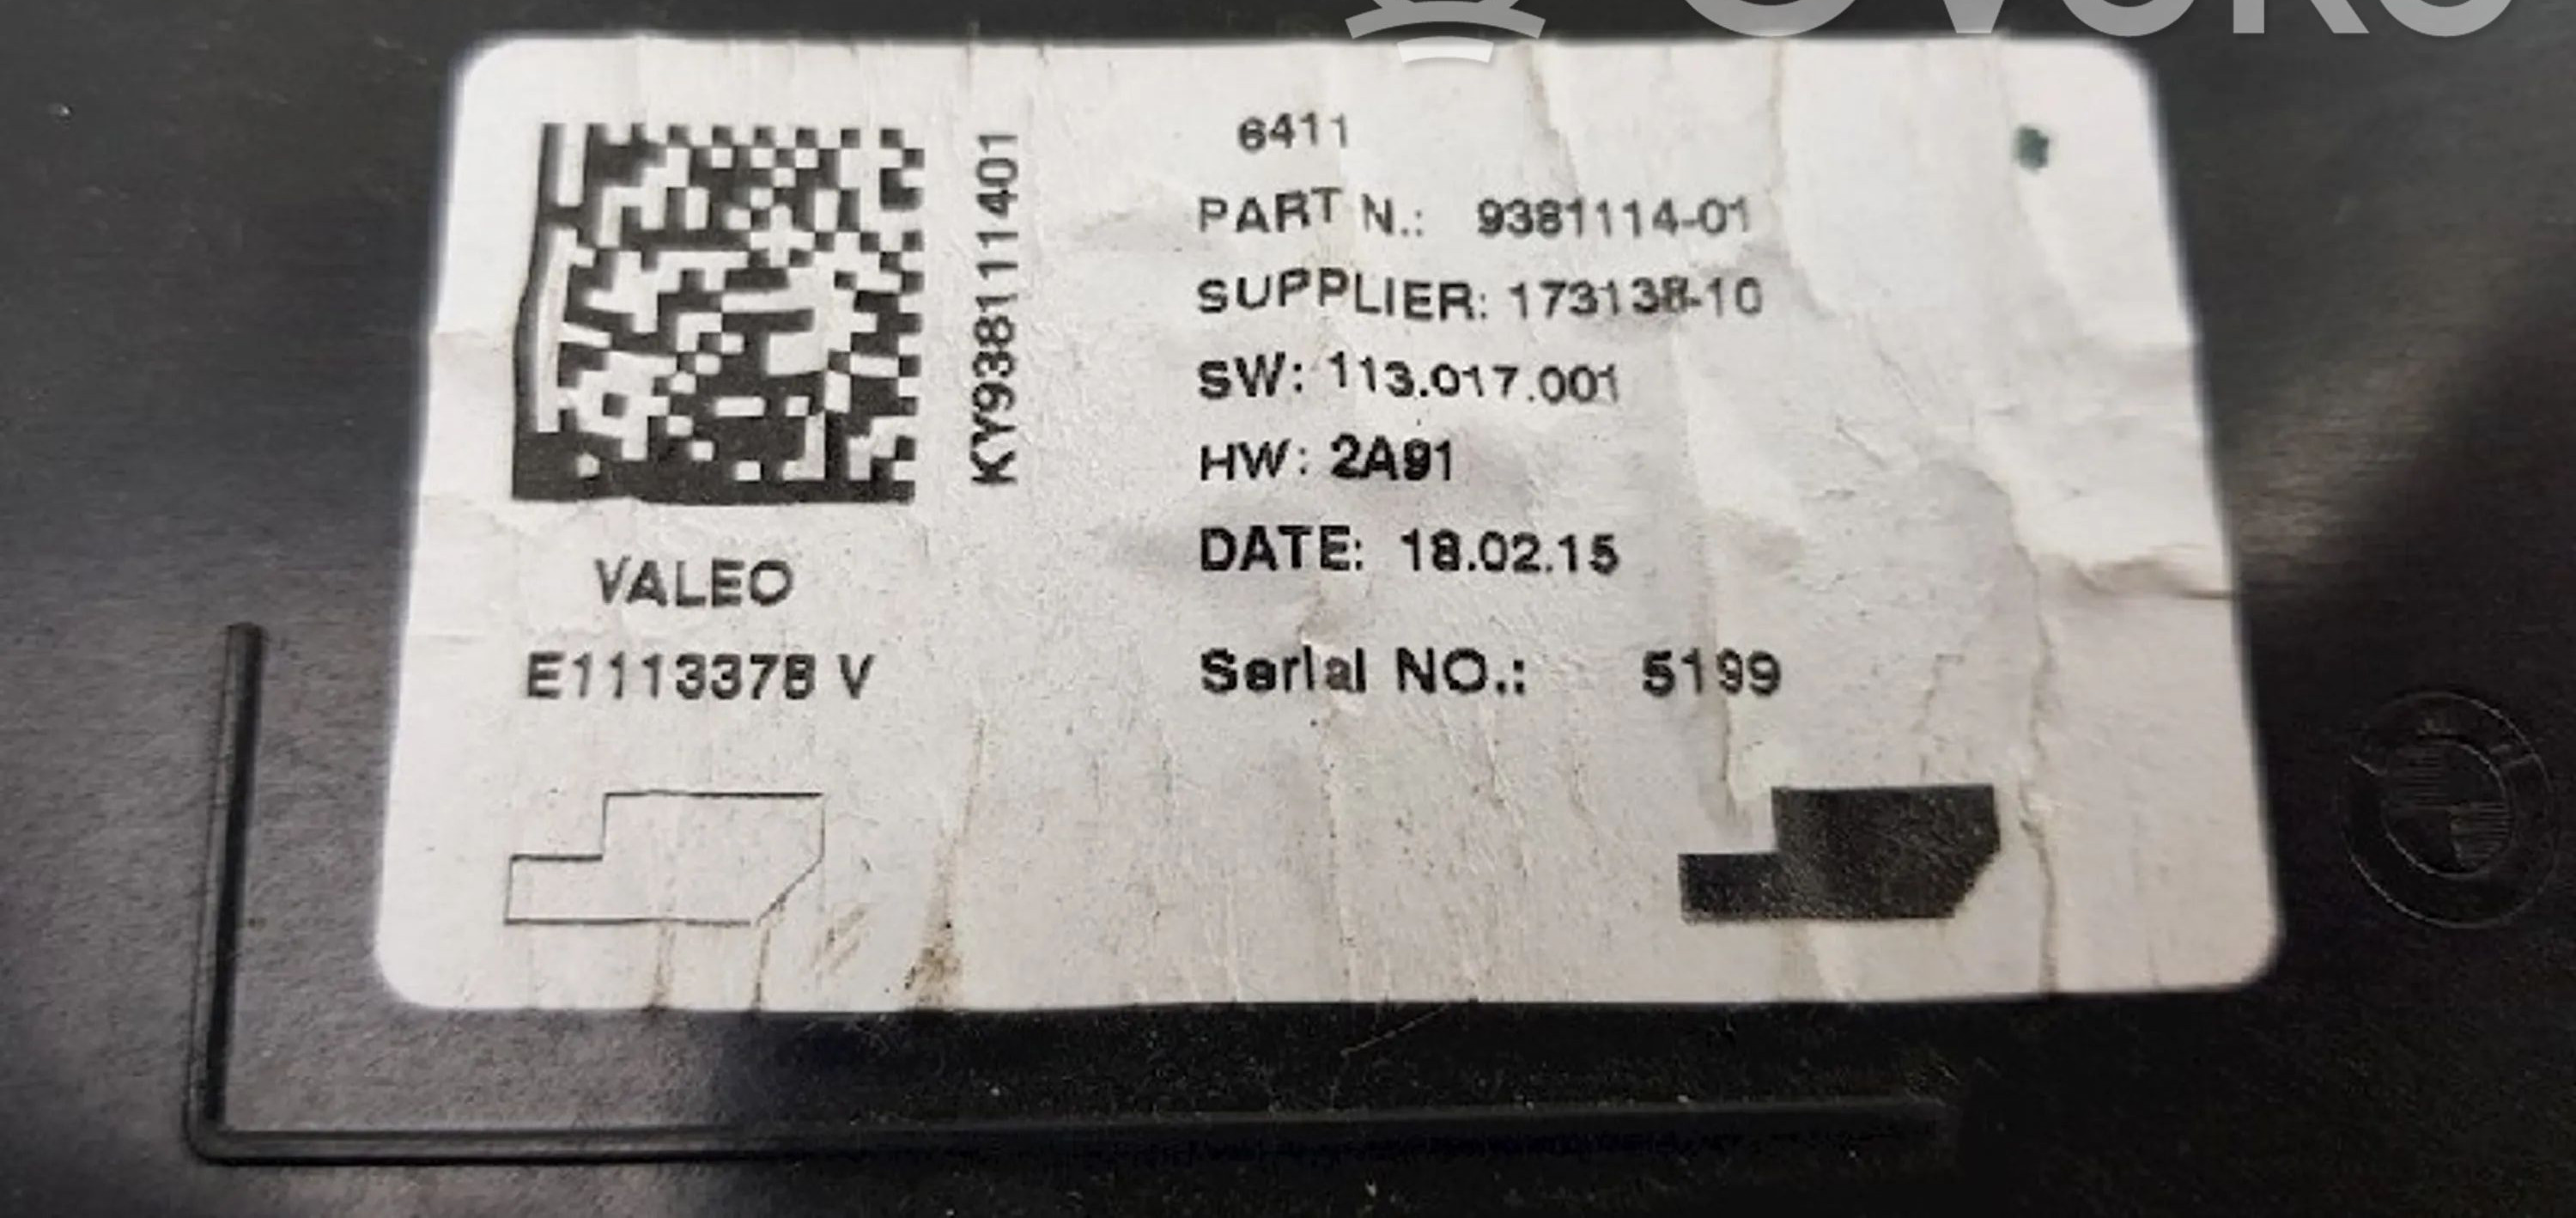 6411
PART N.: 9381114-01
SUPPLIER: 173138-10
SW: 113.017.001
HW: 2A91
DATE: 18.02.15
Serial NO.: 5199
KY938111401
VALEO
E1113378 V